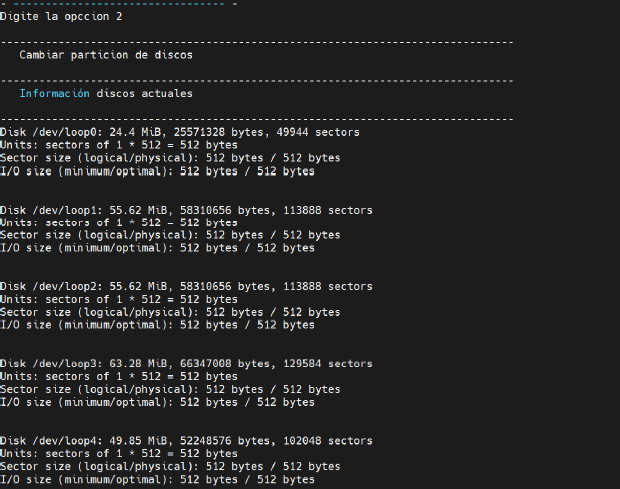 - --------------------------------- -
Digite la opccion 2
--------------------------------------------------------------------------------
Cambiar particion de discos
--------------------------------------------------------------------------------
Información discos actuales
--------------------------------------------------------------------------------
Disk /dev/loop0: 24.4 MiB, 25571328 bytes, 49944 sectors
Units: sectors of 1 * 512 = 512 bytes
Sector size (logical/physical): 512 bytes / 512 bytes
I/O size (minimum/optimal): 512 bytes / 512 bytes
Disk /dev/loop1: 55.62 MiB, 58310656 bytes, 113888 sectors
Units: sectors of 1 * 512 = 512 bytes
Sector size (logical/physical): 512 bytes / 512 bytes
I/O size (minimum/optimal): 512 bytes / 512 bytes
Disk /dev/loop2: 55.62 MiB, 58310656 bytes, 113888 sectors
Units: sectors of 1 * 512 = 512 bytes
Sector size (logical/physical): 512 bytes / 512 bytes
I/O size (minimum/optimal): 512 bytes / 512 bytes
Disk /dev/loop3: 63.28 MiB, 66347008 bytes, 129584 sectors
Units: sectors of 1 * 512 = 512 bytes
Sector size (logical/physical): 512 bytes / 512 bytes
I/O size (minimum/optimal): 512 bytes / 512 bytes
Disk /dev/loop4: 49.85 MiB, 52248576 bytes, 102048 sectors
Units: sectors of 1 * 512 = 512 bytes
Sector size (logical/physical): 512 bytes / 512 bytes
I/O size (minimum/optimal): 512 bytes / 512 bytes